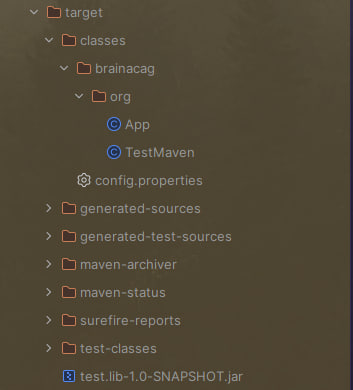 target
classes
brainacag
org
App
TestMaven
config.properties
generated-sources
generated-test-sources
maven-archiver
maven-status
surefire-reports
test-classes
test.lib-1.0-SNAPSHOT.jar